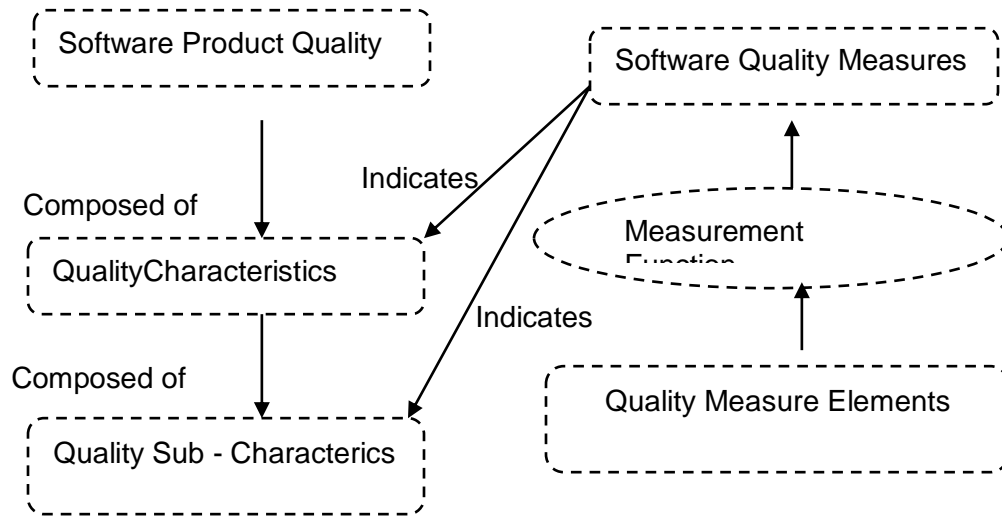 Software Product Quality
Software Quality Measures
Indicates
Composed of
Measurement
Function
QualityCharacteristics
Indicates
Composed of
Quality Measure Elements
Quality Sub - Characterics